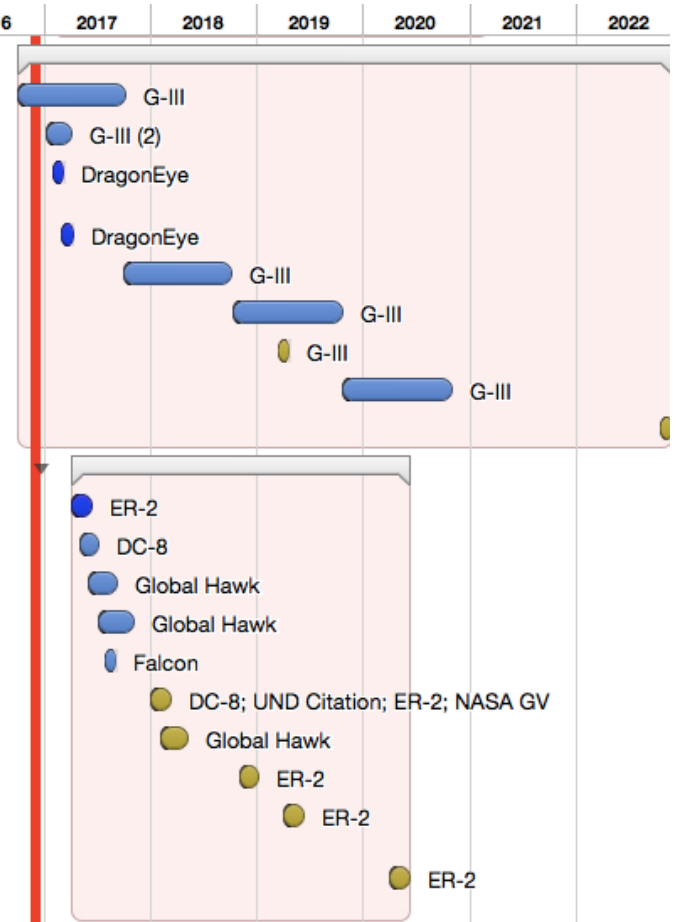 6 2017 2018 2019 2020 2021 2022
G-III
G-III (2)
DragonEye
DragonEye
G-III
G-III
G-III
G-III
ER-2
DC-8
Global Hawk
Global Hawk
Falcon
DC-8; UND Citation; ER-2; NASA GV
Global Hawk
ER-2
ER-2
ER-2